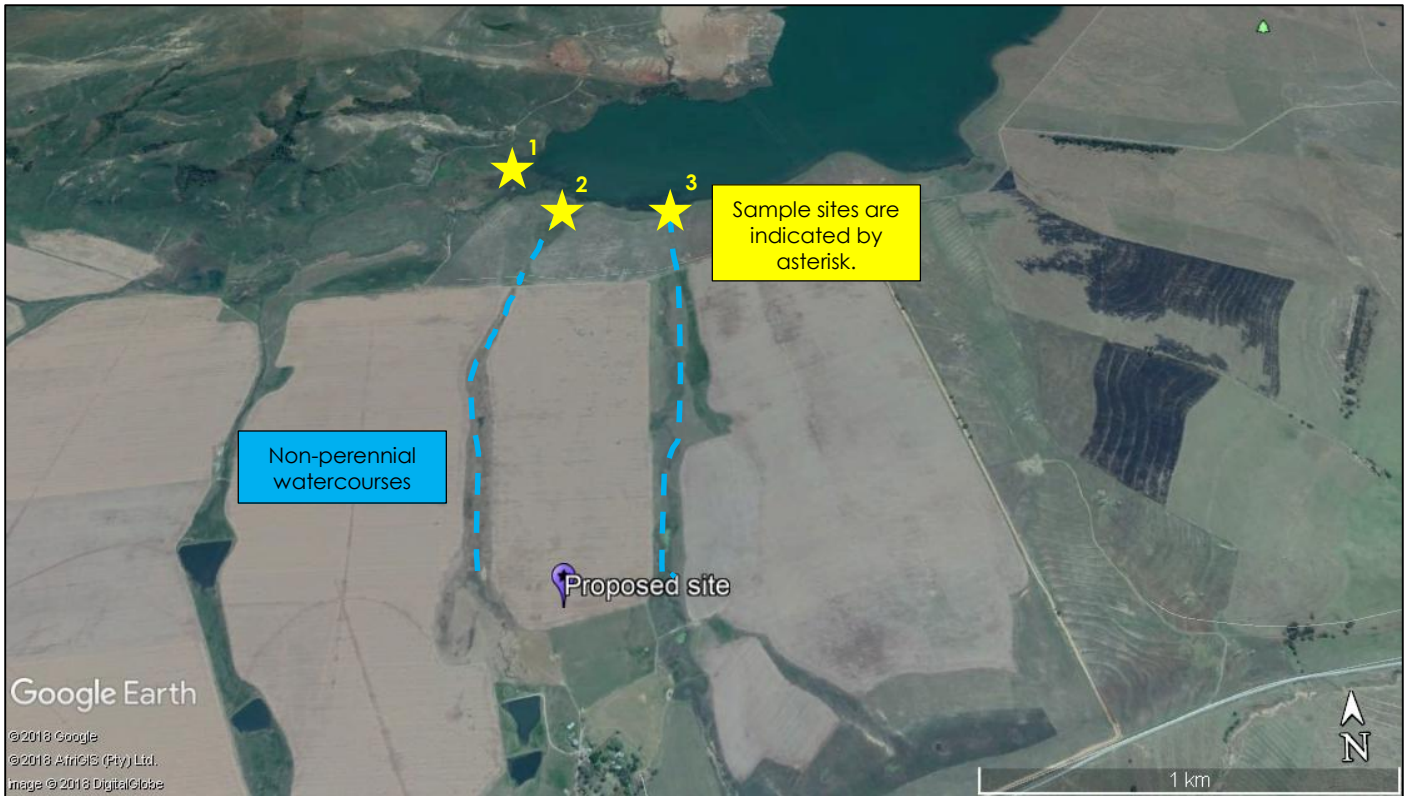 1
2
3
Sample sites are
indicated by
asterisk.
Non-perennial
watercourses
Proposed site
Google Earth
©2018 Google
©2018 AfriGIS (Pty) Ltd.
Image ©2018 DigitalGlobe
N
1 km